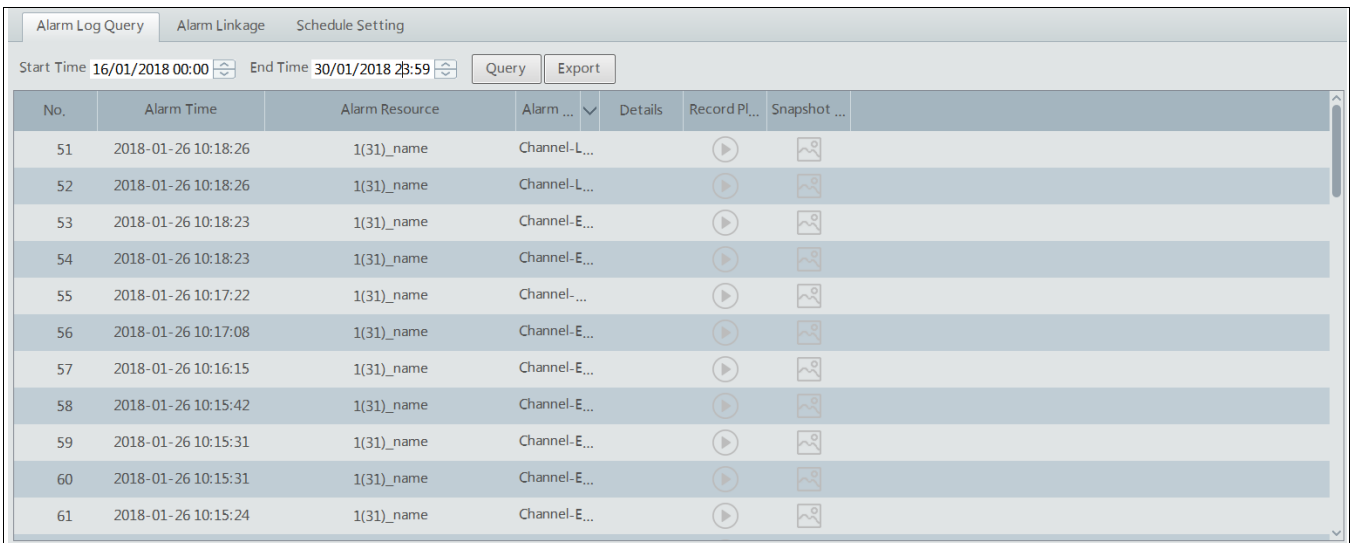 Alarm Log Query Alarm Linkage Schedule Setting
Start Time 16/01/2018 00:00 End Time 30/01/2018 23:59 Query Export
No. Alarm Time Alarm Resource Alarm ... Details Record Pl... Snapshot ...
51 2018-01-26 10:18:26 1(31)_name Channel-L...
52 2018-01-26 10:18:26 1(31)_name Channel-L...
53 2018-01-26 10:18:23 1(31)_name Channel-E...
54 2018-01-26 10:18:23 1(31)_name Channel-E...
55 2018-01-26 10:17:22 1(31)_name Channel-...
56 2018-01-26 10:17:08 1(31)_name Channel-E...
57 2018-01-26 10:16:15 1(31)_name Channel-E...
58 2018-01-26 10:15:42 1(31)_name Channel-E...
59 2018-01-26 10:15:31 1(31)_name Channel-E...
60 2018-01-26 10:15:31 1(31)_name Channel-E...
61 2018-01-26 10:15:24 1(31)_name Channel-E...